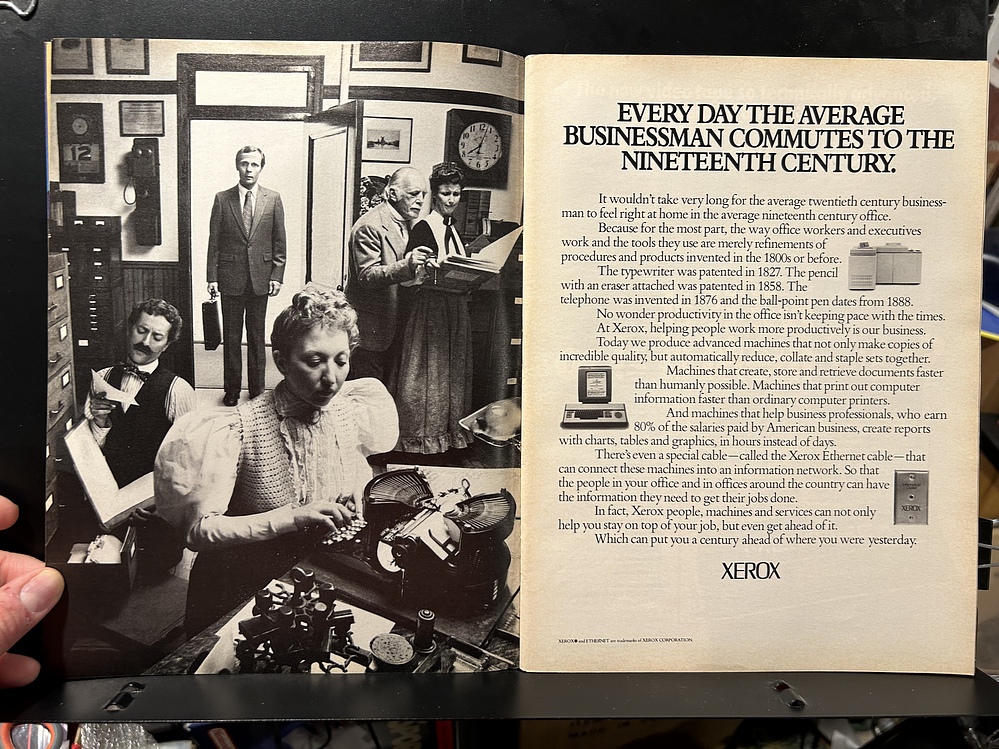 12
EVERY DAY THE AVERAGE
BUSINESSMAN COMMUTES TO THE
NINETEENTH CENTURY.
It wouldn't take very long for the average twentieth century business-
man to feel right at home in the average nineteenth century office.
Because for the most part, the way office workers and executives
work and the tools they use are merely refinements of
procedures and products invented in the 1800s or before.
The typewriter was patented in 1827. The pencil
with an eraser attached was patented in 1858. The
telephone was invented in 1876 and the ball-point pen dates from 1888.
No wonder productivity in the office isn't keeping pace with the times.
At Xerox, helping people work more productively is our business.
Today we produce advanced machines that not only make copies of
incredible quality, but automatically reduce, collate and staple sets together.
Machines that create, store and retrieve documents faster
than humanly possible. Machines that print out computer
information faster than ordinary computer printers.
And machines that help business professionals, who earn
80% of the salaries paid by American business, create reports
with charts, tables and graphics, in hours instead of days.
There's even a special cable—called the Xerox Ethernet cable—that
can connect these machines into an information network. So that
the people in your office and in offices around the country can have
the information they need to get their jobs done.
XEROX
In fact, Xerox people, machines and services can not only
help you stay on top of your job, but even get ahead of it.
Which can put you a century ahead of where you were yesterday.
XEROX
XEROX® and ETHERNET are trademarks of XEROX CORPORATION.